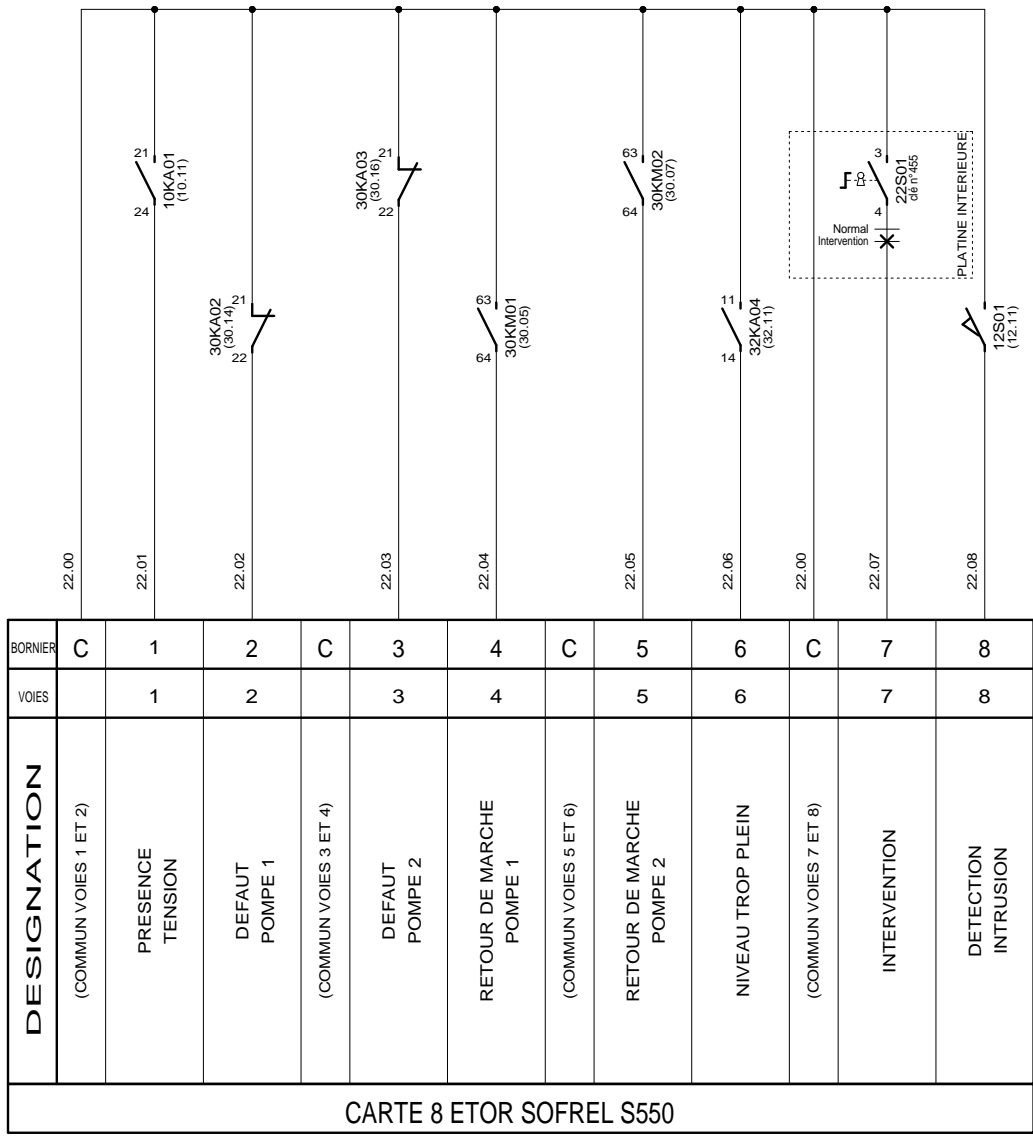 21
10KA01
(10.11)
24
21
30KA03
(30.16)
22
63
30KM02
(30.07)
64
3
22S01
clé n°455
4
Normal
Intervention
PLATINE INTERIEURE
21
30KA02
(30.14)
22
63
30KM01
(30.05)
64
11
32KA04
(32.11)
14
12S01
(12.11)
22.00
22.01
22.02
22.03
22.04
22.05
22.06
22.00
22.07
22.08
BORNIER C 1 2 C 3 4 C 5 6 C 7 8
VOIES 1 2 3 4 5 6 7 8
DESIGNATION
(COMMUN VOIES 1 ET 2)
PRESENCE
TENSION
DEFAUT
POMPE 1
(COMMUN VOIES 3 ET 4)
DEFAUT
POMPE 2
RETOUR DE MARCHE
POMPE 1
(COMMUN VOIES 5 ET 6)
RETOUR DE MARCHE
POMPE 2
NIVEAU TROP PLEIN
(COMMUN VOIES 7 ET 8)
INTERVENTION
DETECTION
INTRUSION
CARTE 8 ETOR SOFREL S550